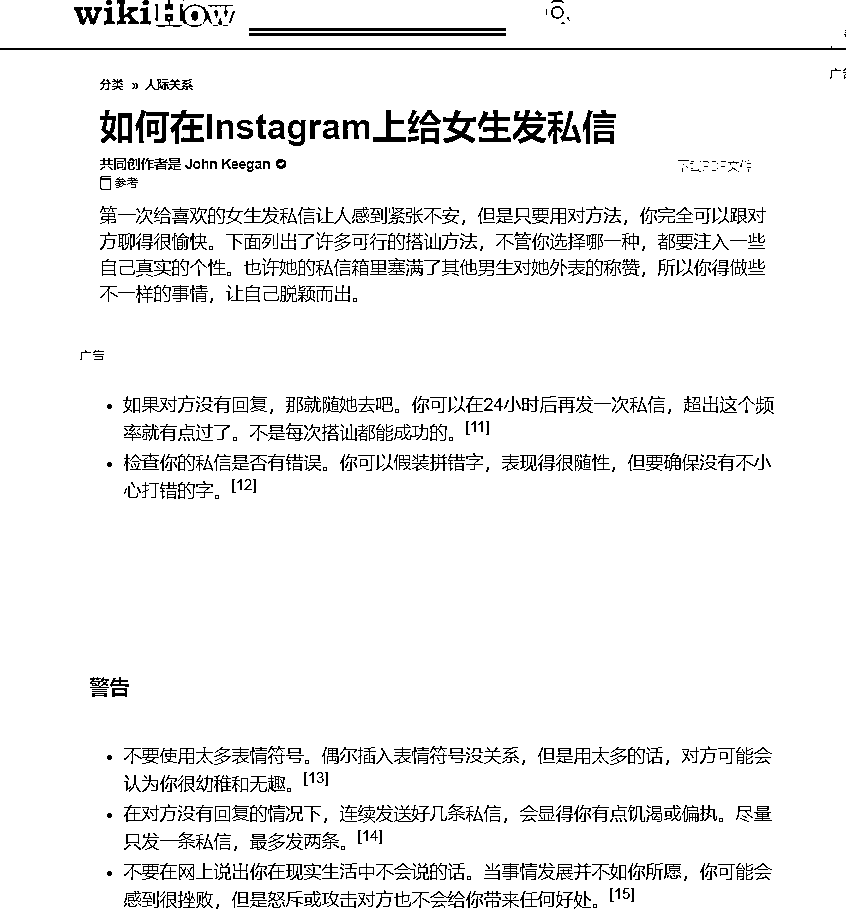 wikiHow
分类 » 人际关系
如何在Instagram上给女生发私信
共同创作者是 John Keegan
下载PDF文件
参考
第一次给喜欢的女生发私信让人感到紧张不安，但是只要用对方法，你完全可以跟对
方聊得很愉快。下面列出了许多可行的搭讪方法，不管你选择哪一种，都要注入一些
自己真实的个性。也许她的私信箱里塞满了其他男生对她外表的称赞，所以你得做些
不一样的事情，让自己脱颖而出。
广告
• 如果对方没有回复，那就随她去吧。你可以在24小时后再发一次私信，超出这个频
率就有点过了。不是每次搭讪都能成功的。[11]
• 检查你的私信是否有错误。你可以假装拼错字，表现得很随性，但要确保没有不小
心打错的字。[12]
警告
• 不要使用太多表情符号。偶尔插入表情符号没关系，但是用太多的话，对方可能会
认为你很幼稚和无趣。[13]
• 在对方没有回复的情况下，连续发送好几条私信，会显得你有点饥渴或偏执。尽量
只发一条私信，最多发两条。[14]
• 不要在网上说出你在现实生活中不会说的话。当事情发展并不如你所愿，你可能会
感到很挫败，但是怒斥或攻击对方也不会给你带来任何好处。[15]